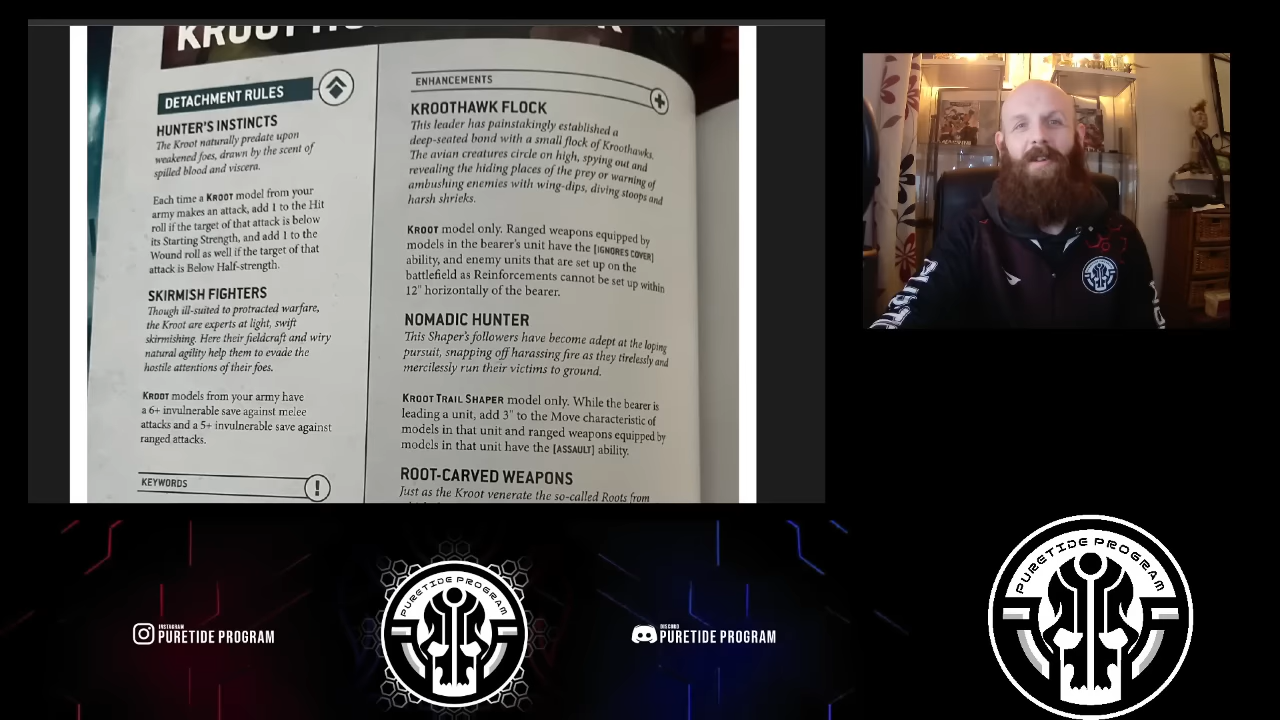 DETACHMENT RULES
HUNTER'S INSTINCTS
The Kroot naturally predate upon
weakened foes, drawn by the scent of
spilled blood and viscera.
Each time a KROOT model from your
army makes an attack, add 1 to the Hit
roll if the target of that attack is below
its Starting Strength, and add 1 to the
Wound roll as well if the target of that
attack is Below Half-strength.
SKIRMISH FIGHTERS
Though ill-suited to protracted warfare,
the Kroot are experts at light, swift
skirmishing. Here their fieldcraft and wiry
natural agility help them to evade the
hostile attentions of their foes.
KROOT models from your army have
a 6+ invulnerable save against melee
attacks and a 5+ invulnerable save against
ranged attacks.
KEYWORDS
ENHANCEMENTS
KROOTHAWK FLOCK
This leader has painstakingly established a
deep-seated bond with a small flock of Kroothawks.
The avian creatures circle on high, spying out and
revealing the hiding places of the prey or warning of
ambushing enemies with wing-dips, diving stoops and
harsh shrieks.
KROOT model only. Ranged weapons equipped by
models in the bearer's unit have the [IGNORES COVER]
ability, and enemy units that are set up on the
battlefield as Reinforcements cannot be set up within
12" horizontally of the bearer.
NOMADIC HUNTER
This Shaper's followers have become adept at the loping
pursuit, snapping off harassing fire as they tirelessly and
mercilessly run their victims to ground.
KROOT TRAIL SHAPER model only. While the bearer is
leading a unit, add 3" to the Move characteristic of
models in that unit and ranged weapons equipped by
models in that unit have the [ASSAULT] ability.
ROOT-CARVED WEAPONS
Just as the Kroot venerate the so-called Roots from
INSTAGRAM
PURETIDE PROGRAM
PURETIDE PROGRAM
DISCORD
PURETIDE PROGRAM
PURETIDE PROGRAM